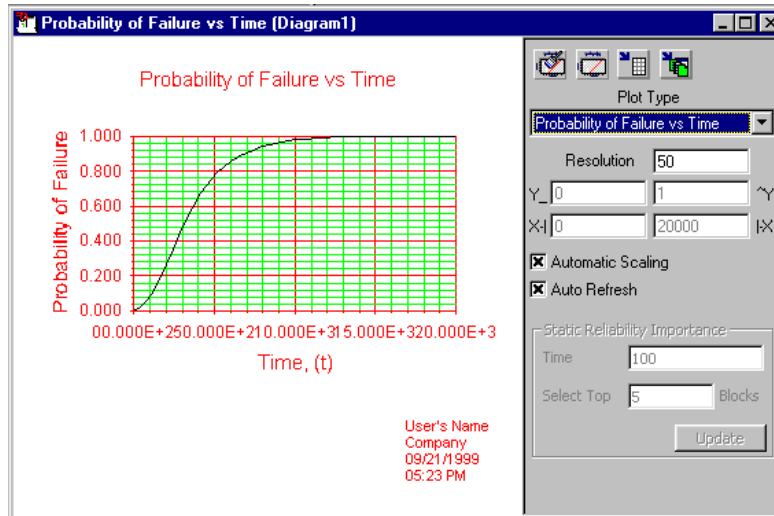 Probability of Failure vs Time (Diagram1)
Probability of Failure vs Time
Probability of Failure
1.000
0.800
0.600
0.400
0.200
0.000
00.000E+250.000E+210.000E+315.000E+320.000E+3
Time, (t)
User's Name
Company
09/21/1999
05:23 PM
Plot Type
Probability of Failure vs Time
Resolution 50
Y_ 0 1 ^Y
X-| 0 20000 |-X
Automatic Scaling
Auto Refresh
Static Reliability Importance
Time 100
Select Top 5 Blocks
Update